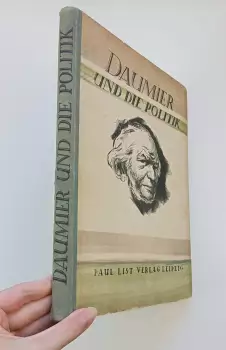 DAUMIER UND DIE POLITIK
DAUMIER
UND DIE POLITIK
PAUL LIST VERLAG LEIPZIG